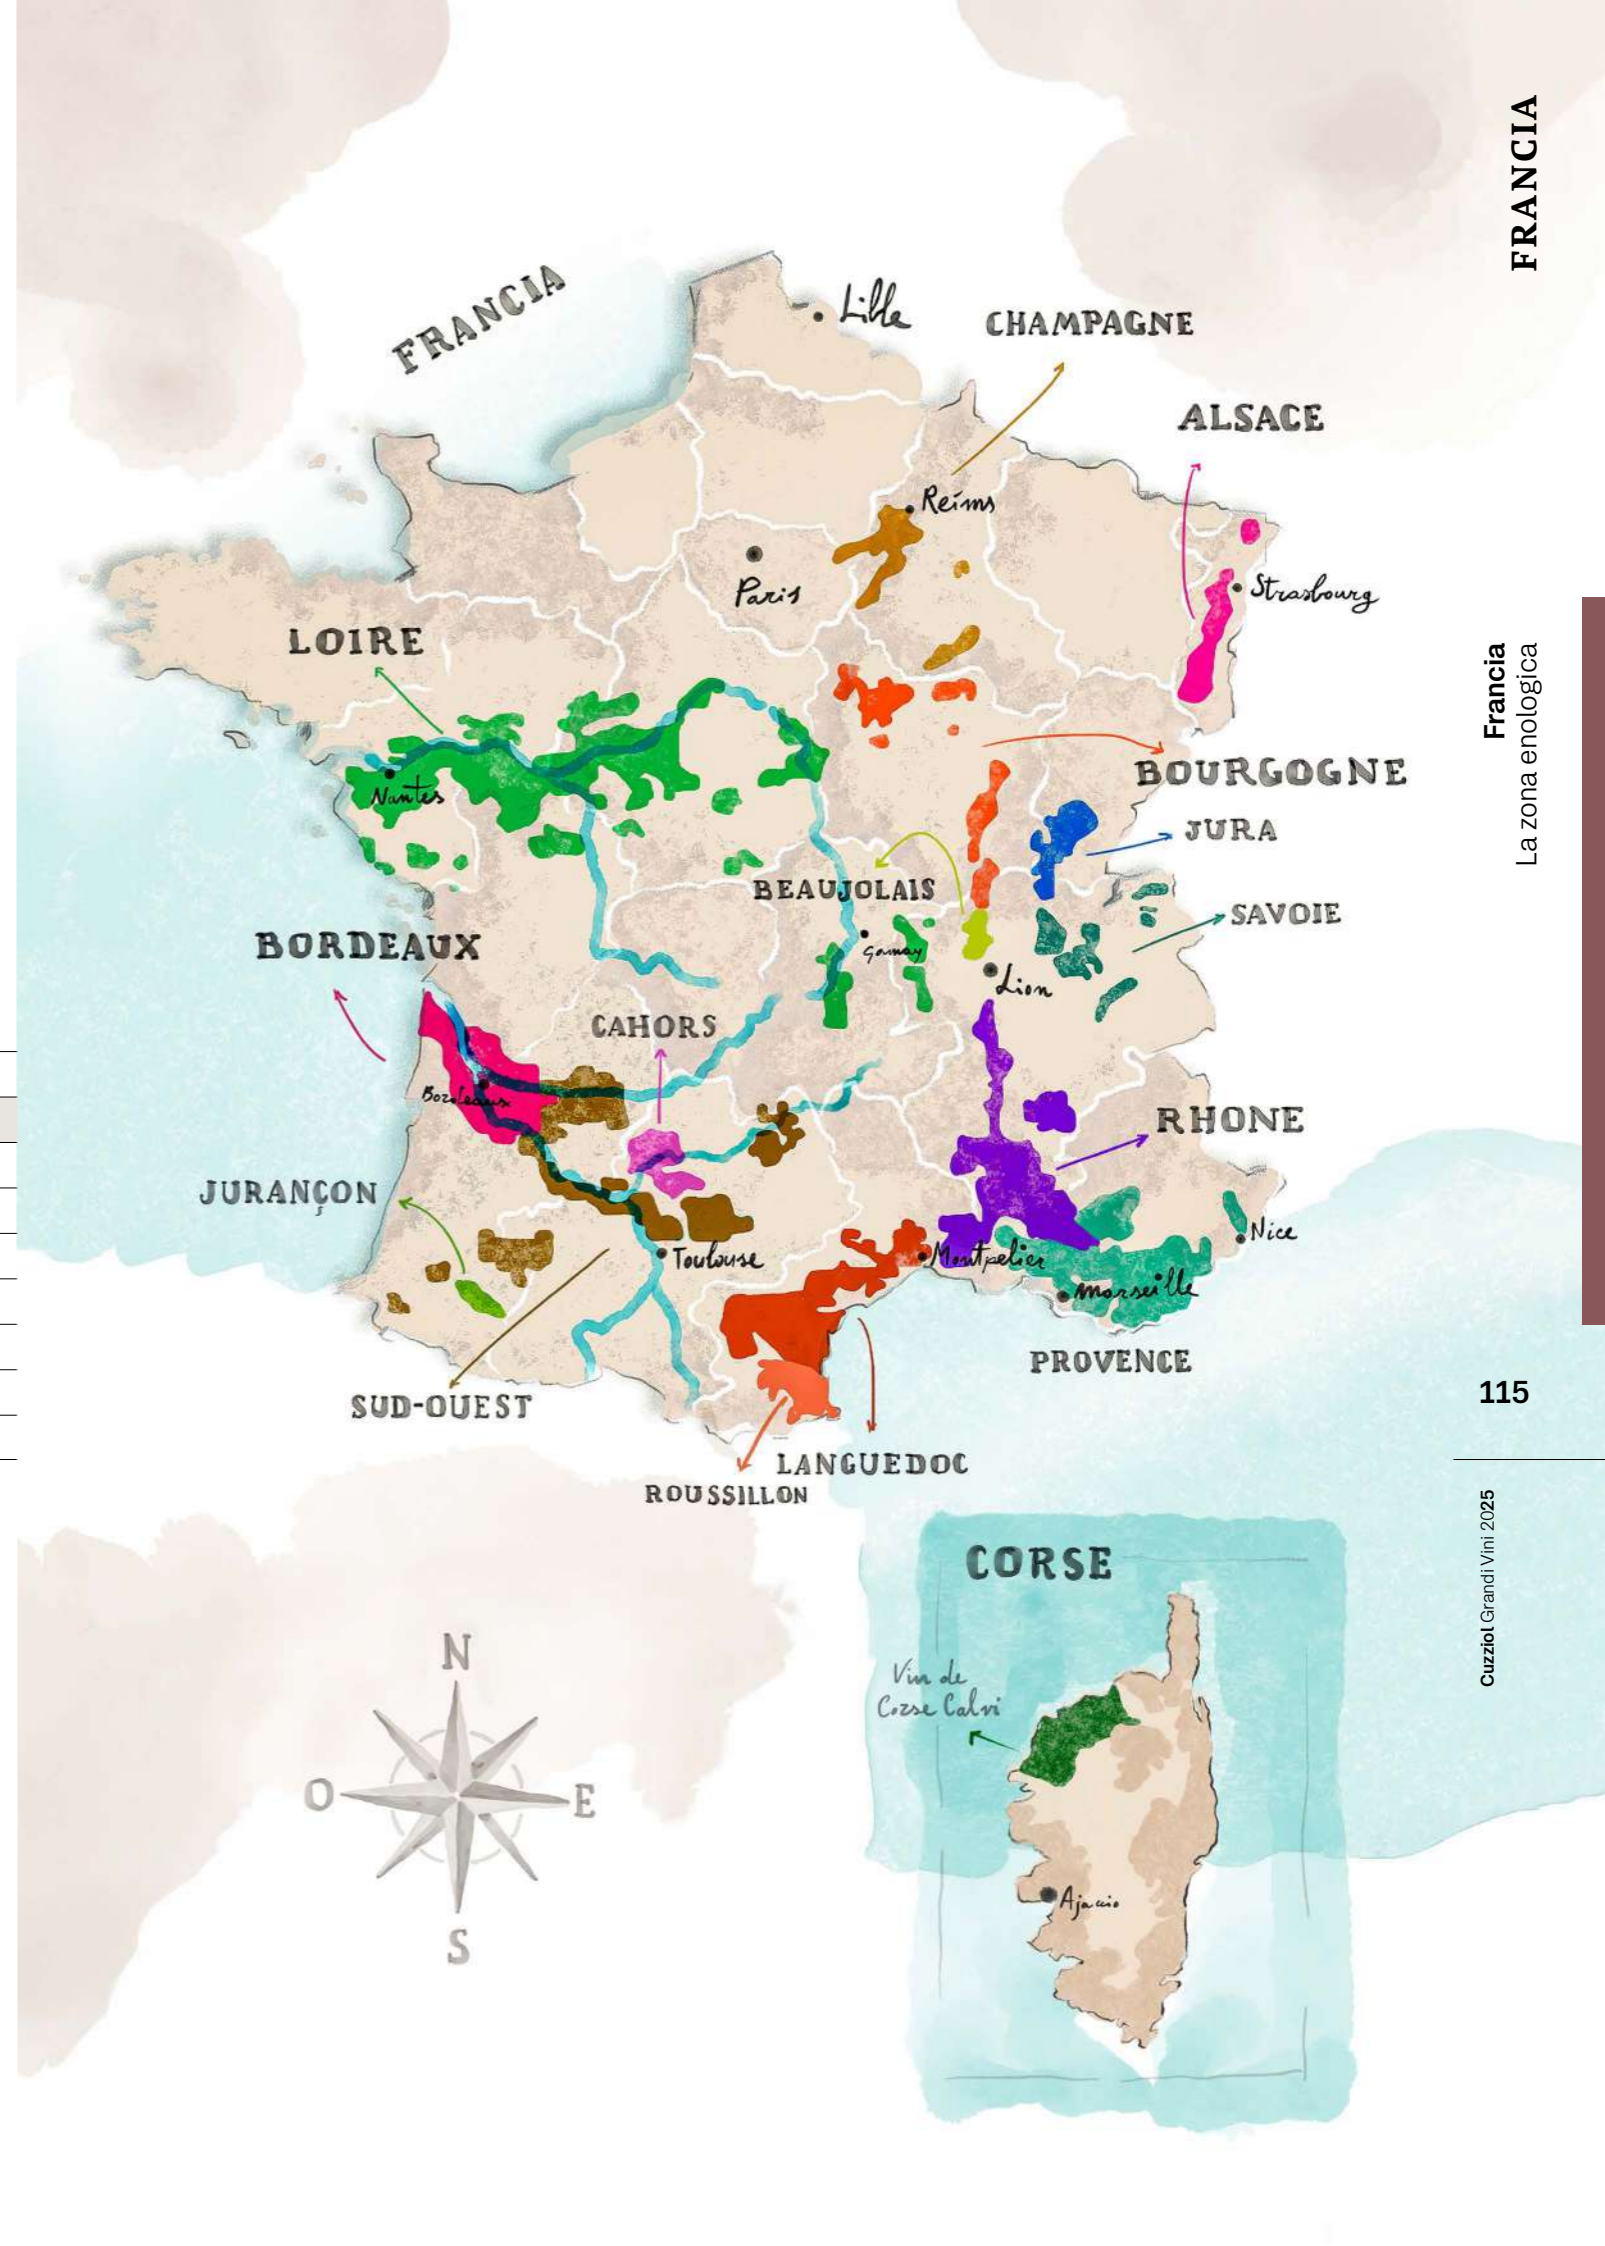 FRANCIA
FRANCIA
Lille
CHAMPAGNE
ALSACE
Reims
Paris
Strasbourg
LOIRE
Francia
La zona enologica
BOURGOGNE
Nantes
JURA
BEAUJOLAIS
SAVOIE
BORDEAUX
Gamay
Lion
CAHORS
Bordeaux
RHONE
JURANÇON
Nice
Toulouse
Montpelier
Marseille
PROVENCE
115
SUD-OUEST
LANGUEDOC
ROUSSILLON
Cuzziol Grandi Vini 2025
CORSE
N
Vin de
Corse Calvi
O
E
Ajaccio
S